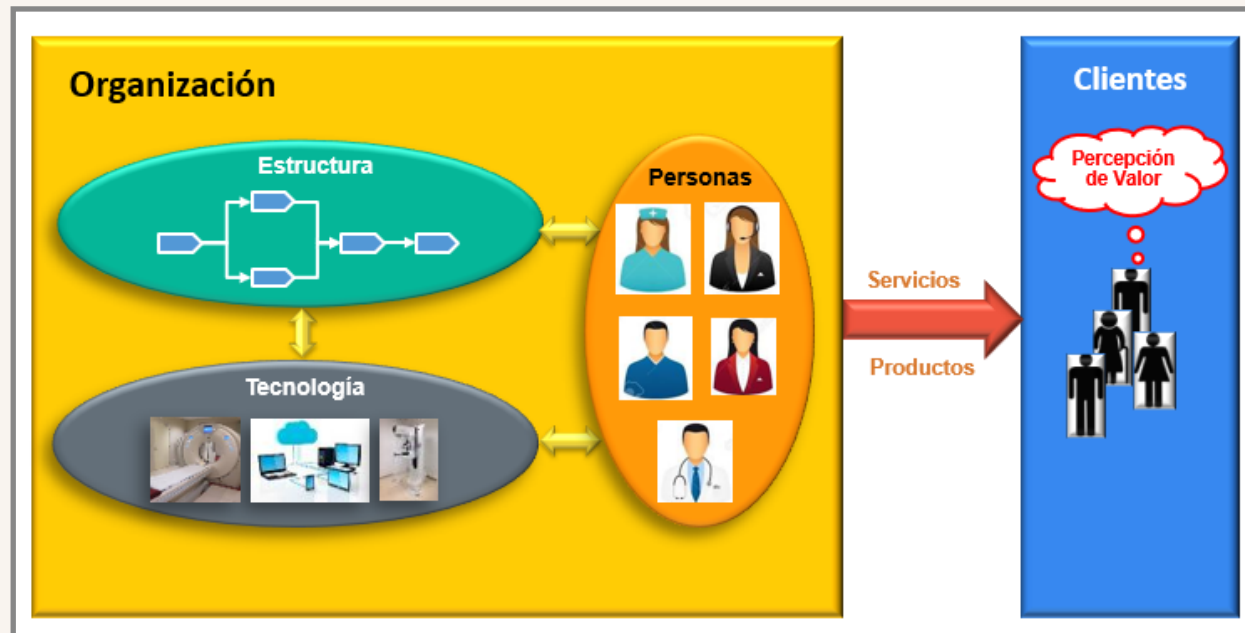 Organización
Estructura
Tecnología
Personas
Servicios
Productos
Clientes
Percepción
de Valor